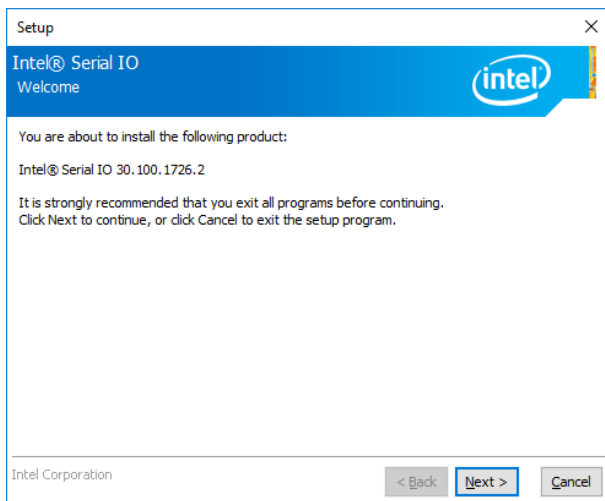 Setup
Intel® Serial IO
Welcome
intel
You are about to install the following product:
Intel® Serial IO 30.100.1726.2
It is strongly recommended that you exit all programs before continuing.
Click Next to continue, or click Cancel to exit the setup program.
Intel Corporation
< Back
Next >
Cancel